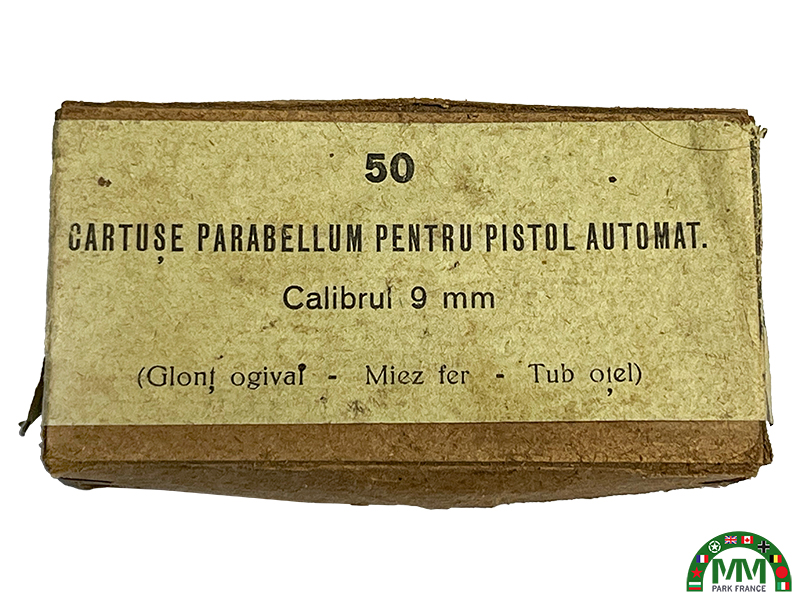 50
CARTUȘE PARABELLUM PENTRU PISTOL AUTOMAT.
Calibrul 9 mm
(Glonț ogival - Miez fer - Tub oțel)
MM
PARK FRANCE